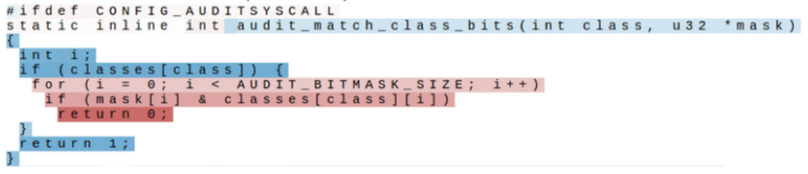 #ifdef CONFIG_AUDITSYSCALL
static inline int audit_match_class_bits(int class, u32 *mask)
{
int i;
if (classes[class]) {
for (i = 0; i < AUDIT_BITMASK_SIZE; i++)
if (mask[i] & classes[class][i])
return 0;
}
return 1;
}